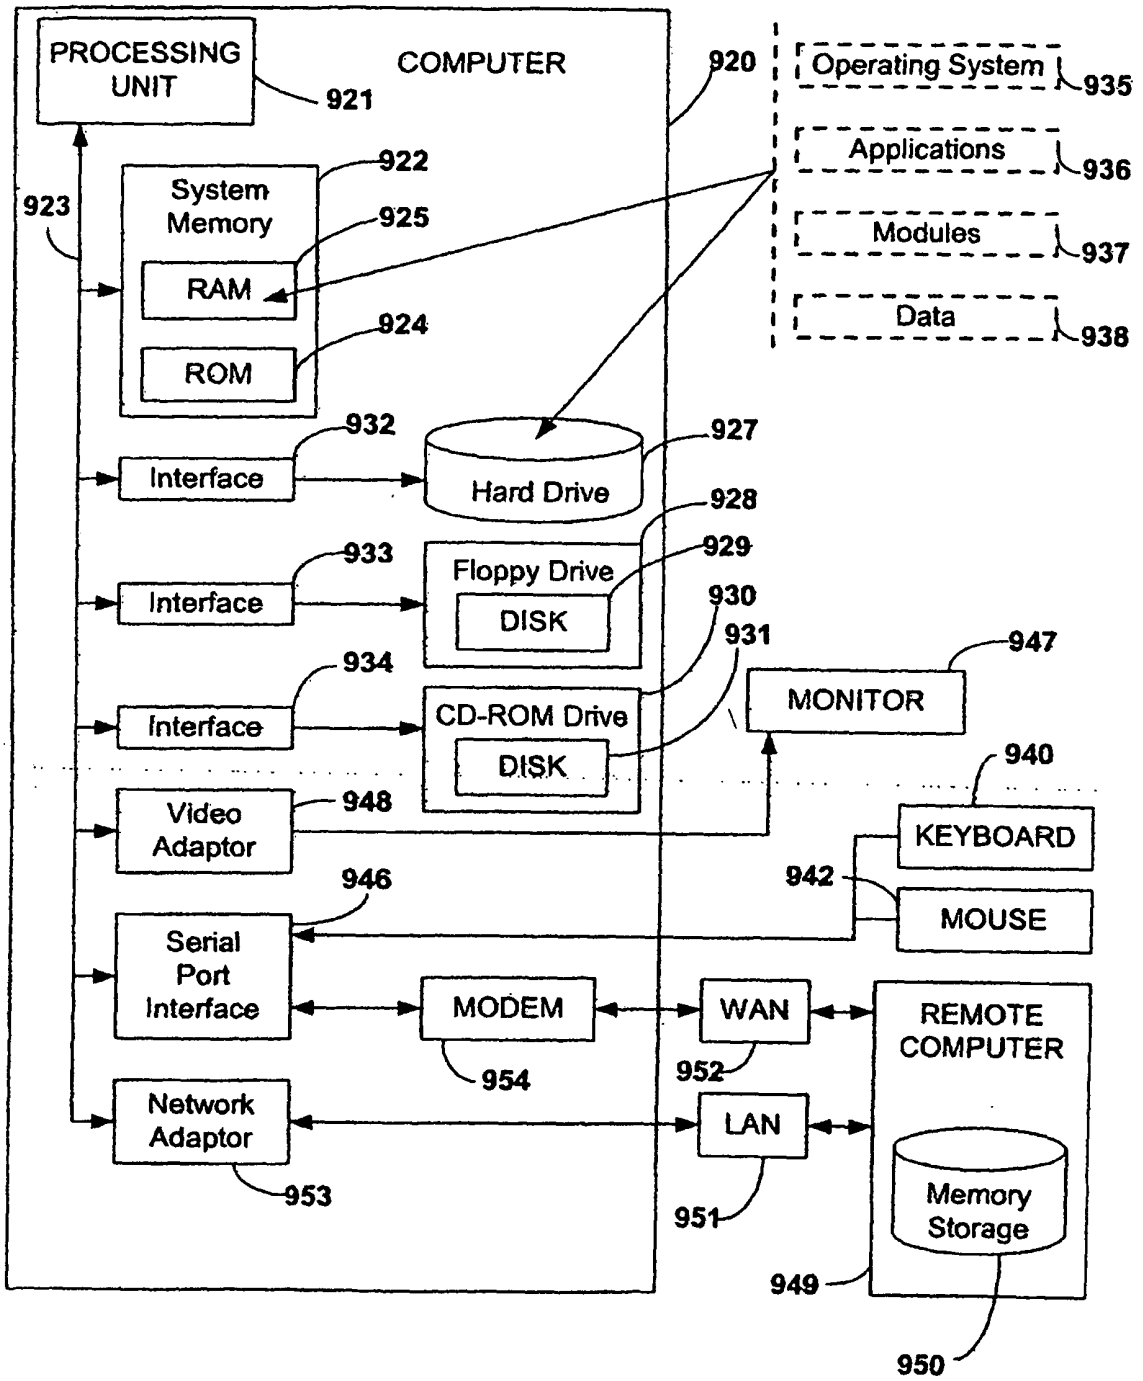 PROCESSING
UNIT
921
COMPUTER
920
Operating System
935
Applications
936
Modules
937
Data
938
923
922
System
Memory
925
RAM
924
ROM
932
Interface
927
Hard Drive
933
Interface
928
929
Floppy Drive
DISK
934
Interface
930
931
CD-ROM Drive
DISK
947
MONITOR
948
Video
Adaptor
940
KEYBOARD
942
MOUSE
946
Serial
Port
Interface
MODEM
954
WAN
952
REMOTE
COMPUTER
Network
Adaptor
953
LAN
951
Memory
Storage
949
950